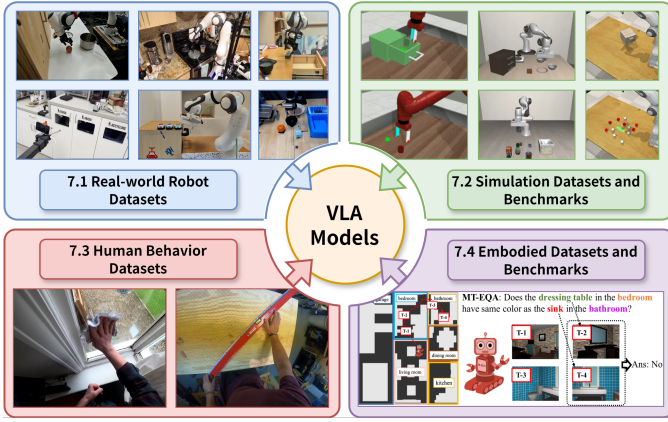 7.1 Real-world Robot
Datasets
7.2 Simulation Datasets and
Benchmarks
VLA
Models
7.3 Human Behavior
Datasets
7.4 Embodied Datasets and
Benchmarks
MT-EQA: Does the dressing table in the bedroom
have same color as the sink in the bathroom?
bedroom
bathroom
T-3
T-2
T-4
T-1
dining room
living room
kitchen
T-1
T-2
Ans: No
T-3
T-4